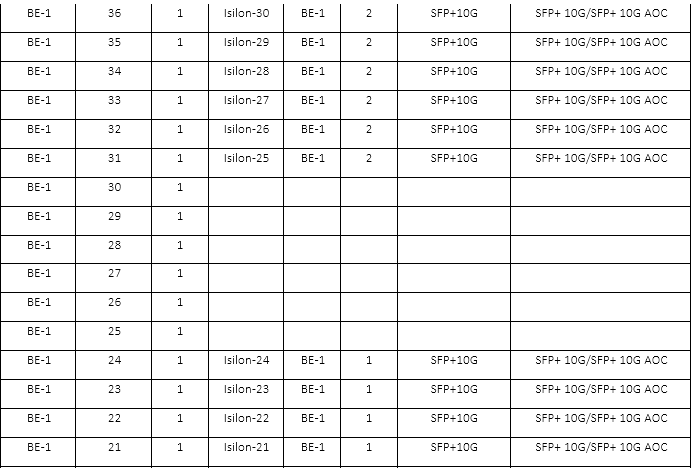 BE-1 36 1 Isilon-30 BE-1 2 SFP+10G SFP+ 10G/SFP+ 10G AOC
BE-1 35 1 Isilon-29 BE-1 2 SFP+10G SFP+ 10G/SFP+ 10G AOC
BE-1 34 1 Isilon-28 BE-1 2 SFP+10G SFP+ 10G/SFP+ 10G AOC
BE-1 33 1 Isilon-27 BE-1 2 SFP+10G SFP+ 10G/SFP+ 10G AOC
BE-1 32 1 Isilon-26 BE-1 2 SFP+10G SFP+ 10G/SFP+ 10G AOC
BE-1 31 1 Isilon-25 BE-1 2 SFP+10G SFP+ 10G/SFP+ 10G AOC
BE-1 30 1
BE-1 29 1
BE-1 28 1
BE-1 27 1
BE-1 26 1
BE-1 25 1
BE-1 24 1 Isilon-24 BE-1 1 SFP+10G SFP+ 10G/SFP+ 10G AOC
BE-1 23 1 Isilon-23 BE-1 1 SFP+10G SFP+ 10G/SFP+ 10G AOC
BE-1 22 1 Isilon-22 BE-1 1 SFP+10G SFP+ 10G/SFP+ 10G AOC
BE-1 21 1 Isilon-21 BE-1 1 SFP+10G SFP+ 10G/SFP+ 10G AOC